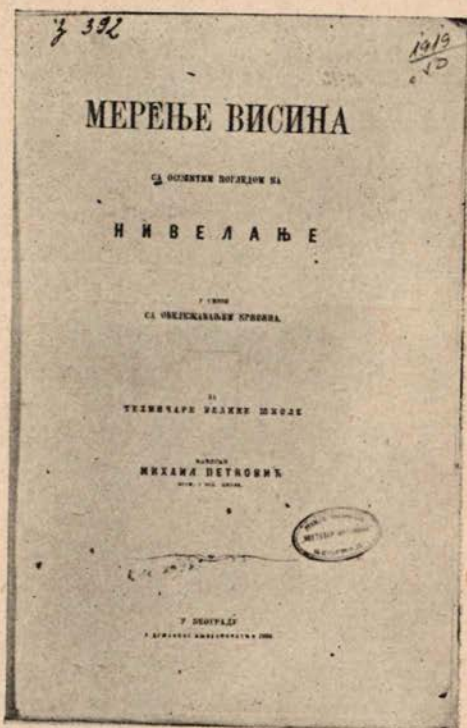 з 392
1919
МЕРЕЊЕ ВИСИНА
СА ОСОБИТИМ ПОГЛЕДОМ НА
НИВЕЛАЊЕ
СА ОБЕЛЕЖАВАЊЕМ КРИВИНА.
ЗА
ТЕХНИЧАРЕ ВЕЛИКЕ ШКОЛЕ
НАПИСАО
МИХАИЛ ПЕТКОВИЋ
У БЕОГРАДУ
У ДРЖАВНОЈ